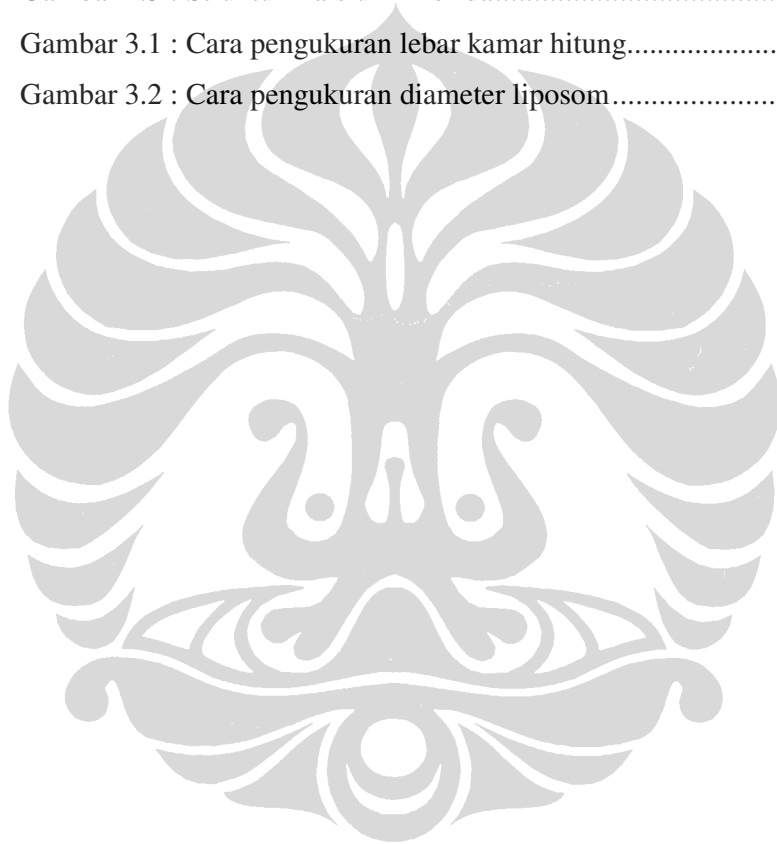 Gambar 3.1 : Cara pengukuran lebar kamar hitung...................
Gambar 3.2 : Cara pengukuran diameter liposom.....................